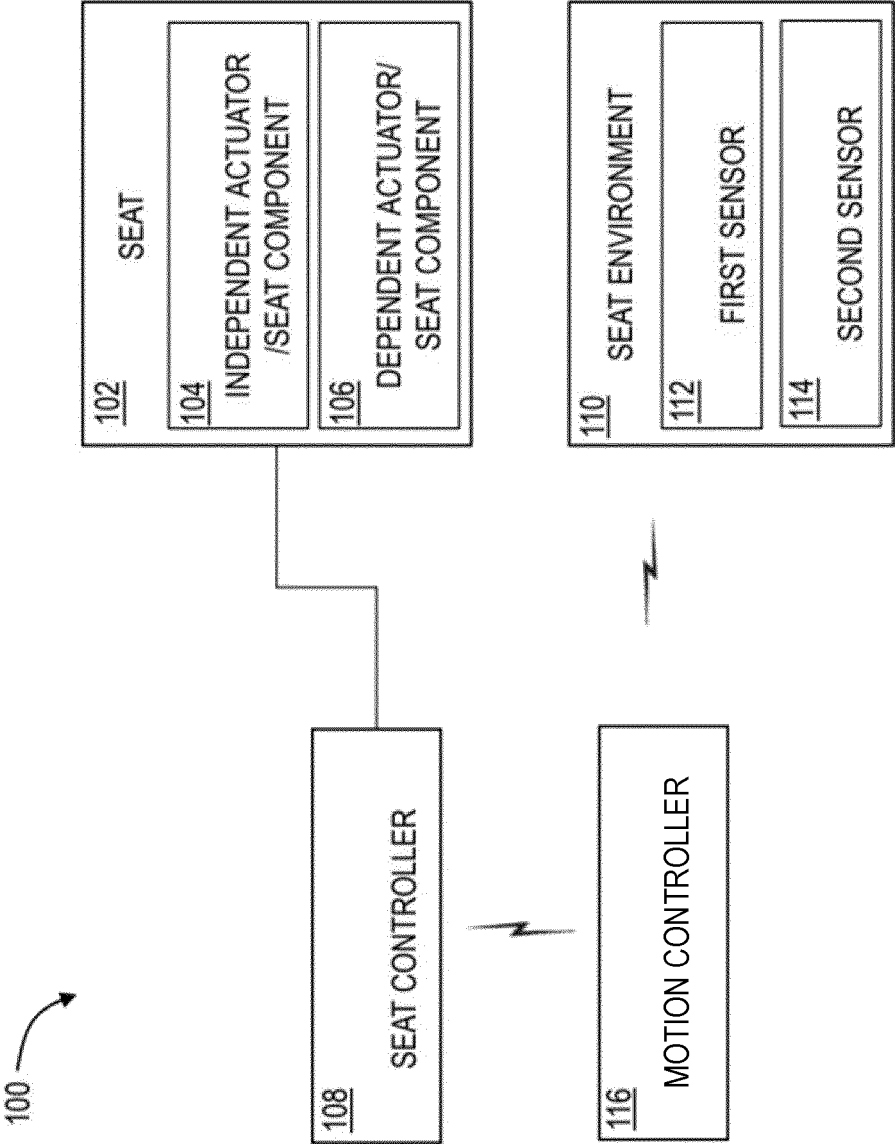 100
108
SEAT CONTROLLER
102
SEAT
104
INDEPENDENT ACTUATOR
/SEAT COMPONENT
106
DEPENDENT ACTUATOR/
SEAT COMPONENT
116
MOTION CONTROLLER
110
SEAT ENVIRONMENT
112
FIRST SENSOR
114
SECOND SENSOR